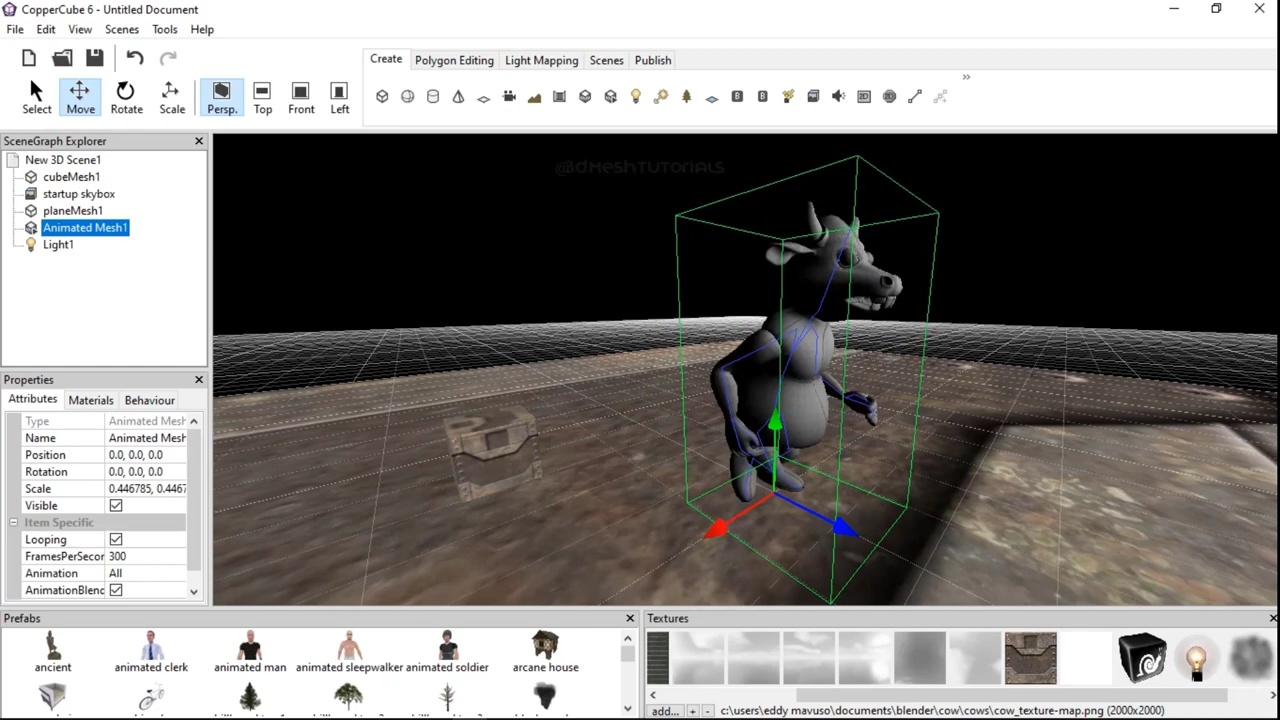 CopperCube 6 - Untitled Document
File Edit View Scenes Tools Help
Create Polygon Editing Light Mapping Scenes Publish
Select Move Rotate Scale Persp. Top Front Left
SceneGraph Explorer
New 3D Scene1
cubeMesh1
startup skybox
planeMesh1
Animated Mesh1
Light1
@3DMESHTUTORIALS
Properties
Attributes Materials Behaviour
Type Animated Mesh
Name Animated Mesh
Position 0.0, 0.0, 0.0
Rotation 0.0, 0.0, 0.0
Scale 0.446785, 0.4467
Visible
Item Specific
Looping
FramesPerSecor 300
Animation All
AnimationBlend
Prefabs
ancient animated clerk animated man animated sleepwalker animated soldier arcane house
Textures
add... + - c:\users\eddy mavuso\documents\blender\cow\cows\cow_texture-map.png (2000x2000)